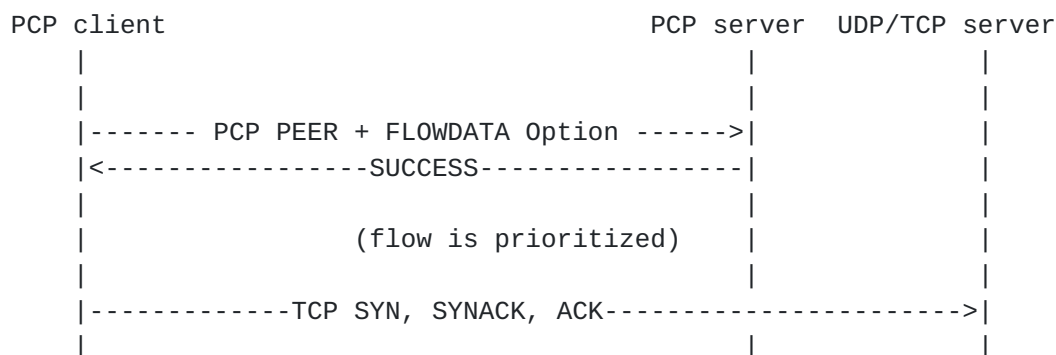 PCP client                               PCP server  UDP/TCP server
    |                                          |              |
    |                                          |              |
    |------- PCP PEER + FLOWDATA Option ------>|              |
    |<-----------------SUCCESS-----------------|              |
    |                                          |              |
    |                 (flow is prioritized)    |              |
    |                                          |              |
    |-------------TCP SYN, SYNACK, ACK----------------------->|
    |                                          |              |